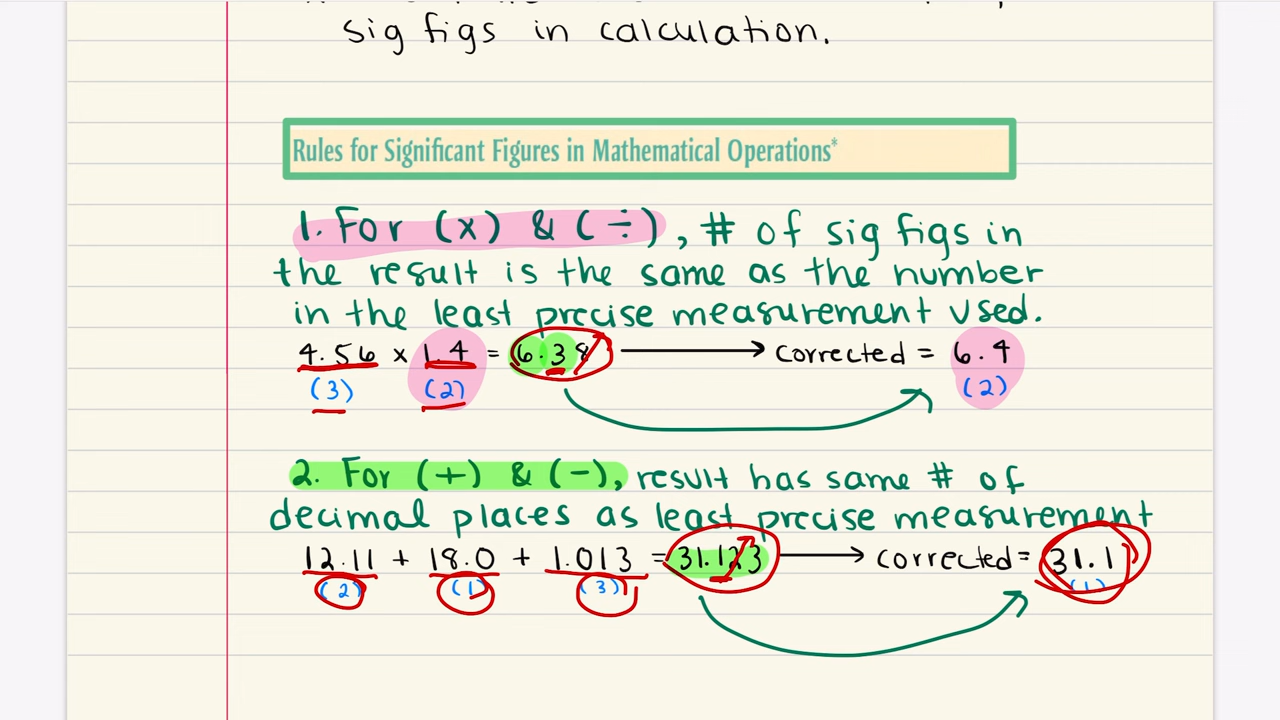 sig figs in calculation.
Rules for Significant Figures in Mathematical Operations*
1. For (x) & (÷), # of sig figs in
the result is the same as the number
in the least precise measurement used.
4.56 x 1.4 = 6.38 → corrected = 6.4
(3) (2) (2)
2. For (+) & (−), result has same # of
decimal places as least precise measurement
12.11 + 18.0 + 1.013 = 31.123 → corrected = 31.1
(2) (1) (3) (1)